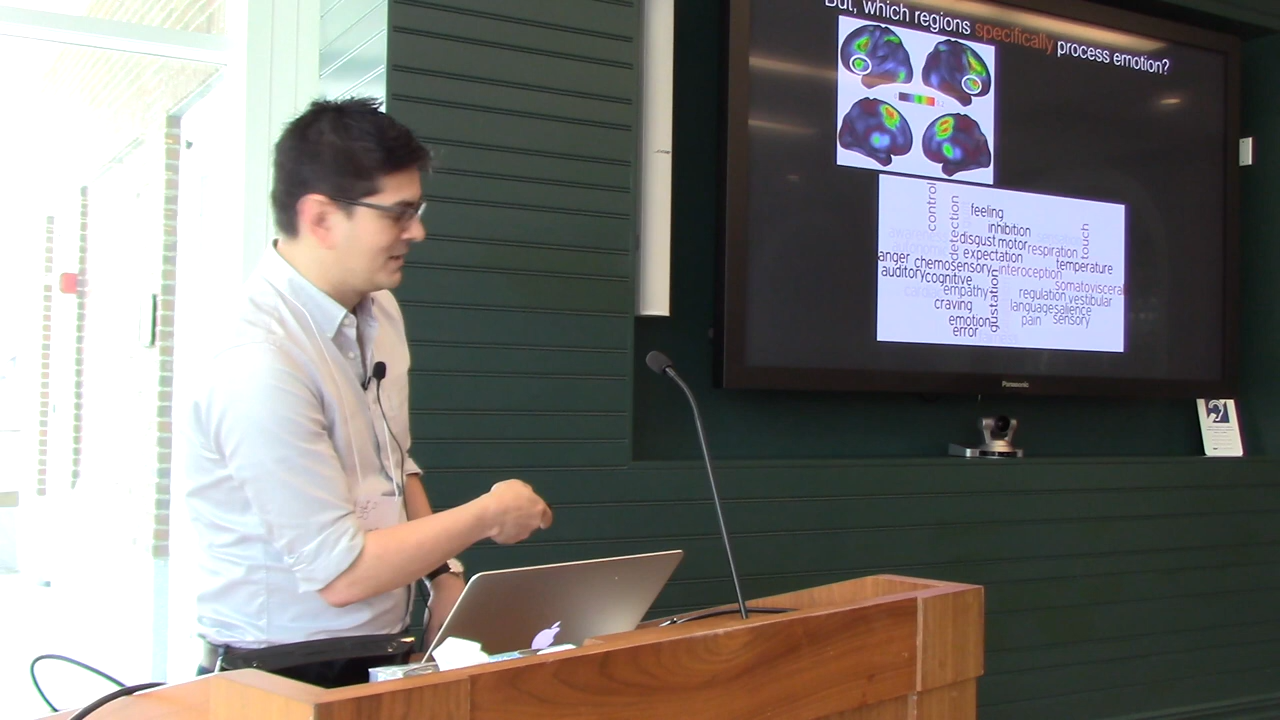 But, which regions specifically process emotion?
control
detection
feeling
inhibition
touch
disgust motor respiration
expectation
anger chemosensory interoception temperature
auditory cognitive somatovisceral
empathy gustation regulation vestibular
craving language salience
emotion pain sensory
error
Panasonic